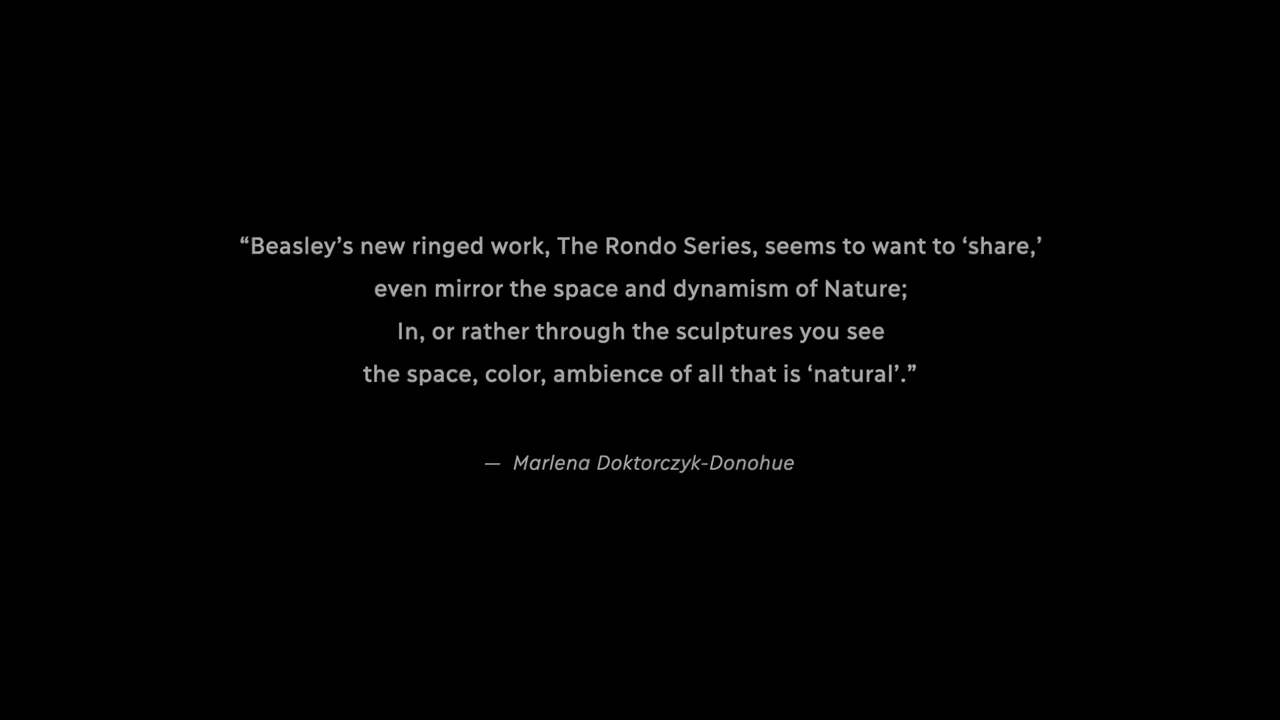 “Beasley’s new ringed work, The Rondo Series, seems to want to ‘share,’
even mirror the space and dynamism of Nature;
In, or rather through the sculptures you see
the space, color, ambience of all that is ‘natural’.”
— Marlena Doktorczyk-Donohue